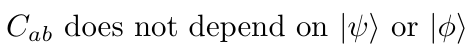 C_{ab} does not depend on |ψ⟩ or |ϕ⟩